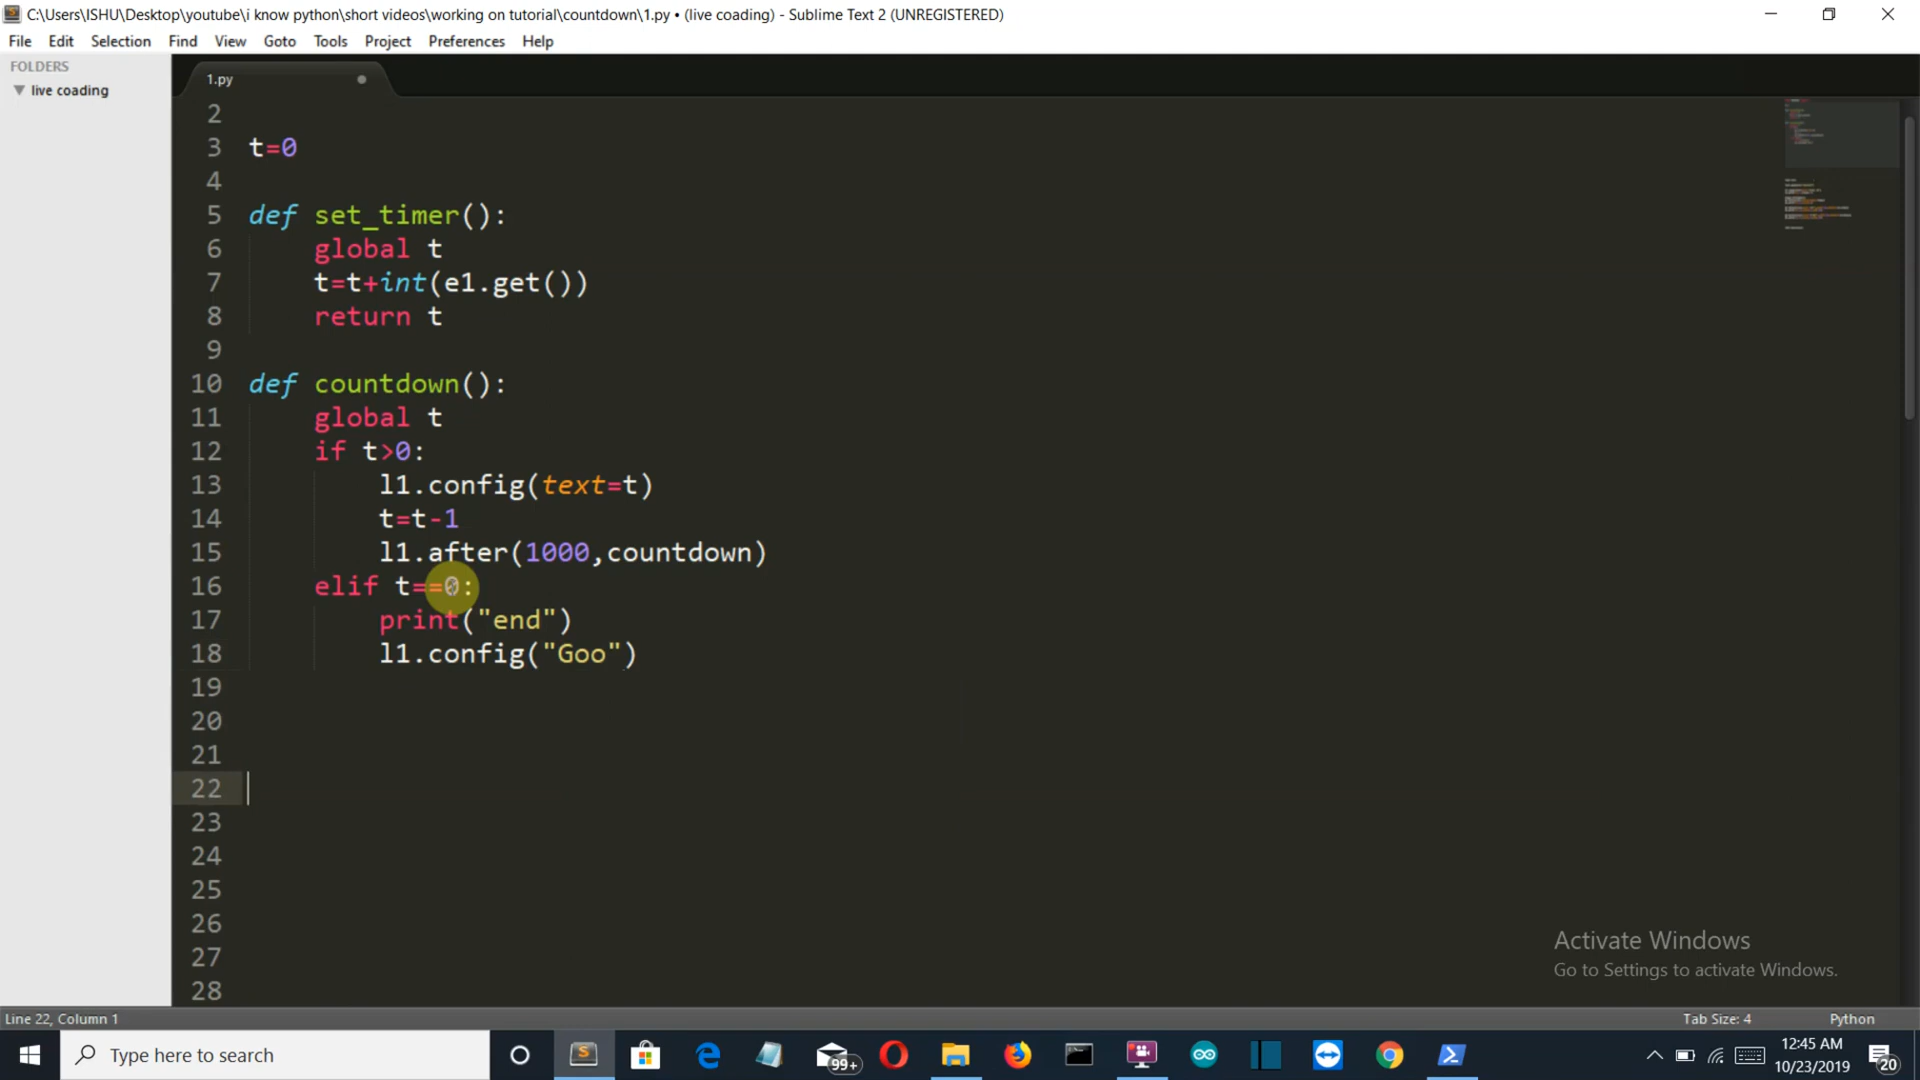 C:\Users\ISHU\Desktop\youtube\i know python\short videos\working on tutorial\countdown\1.py • (live coading) - Sublime Text 2 (UNREGISTERED)
File Edit Selection Find View Goto Tools Project Preferences Help
FOLDERS
live coading
1.py
2
3 t=0
4
5 def set_timer():
6 global t
7 t=t+int(e1.get())
8 return t
9
10 def countdown():
11 global t
12 if t>0:
13 l1.config(text=t)
14 t=t-1
15 l1.after(1000,countdown)
16 elif t==0:
17 print("end")
18 l1.config("Goo")
19
20
21
22
23
24
25
26
27
28
Activate Windows
Go to Settings to activate Windows.
Line 22, Column 1
Tab Size: 4 Python
Type here to search
99+
12:45 AM
10/23/2019
20